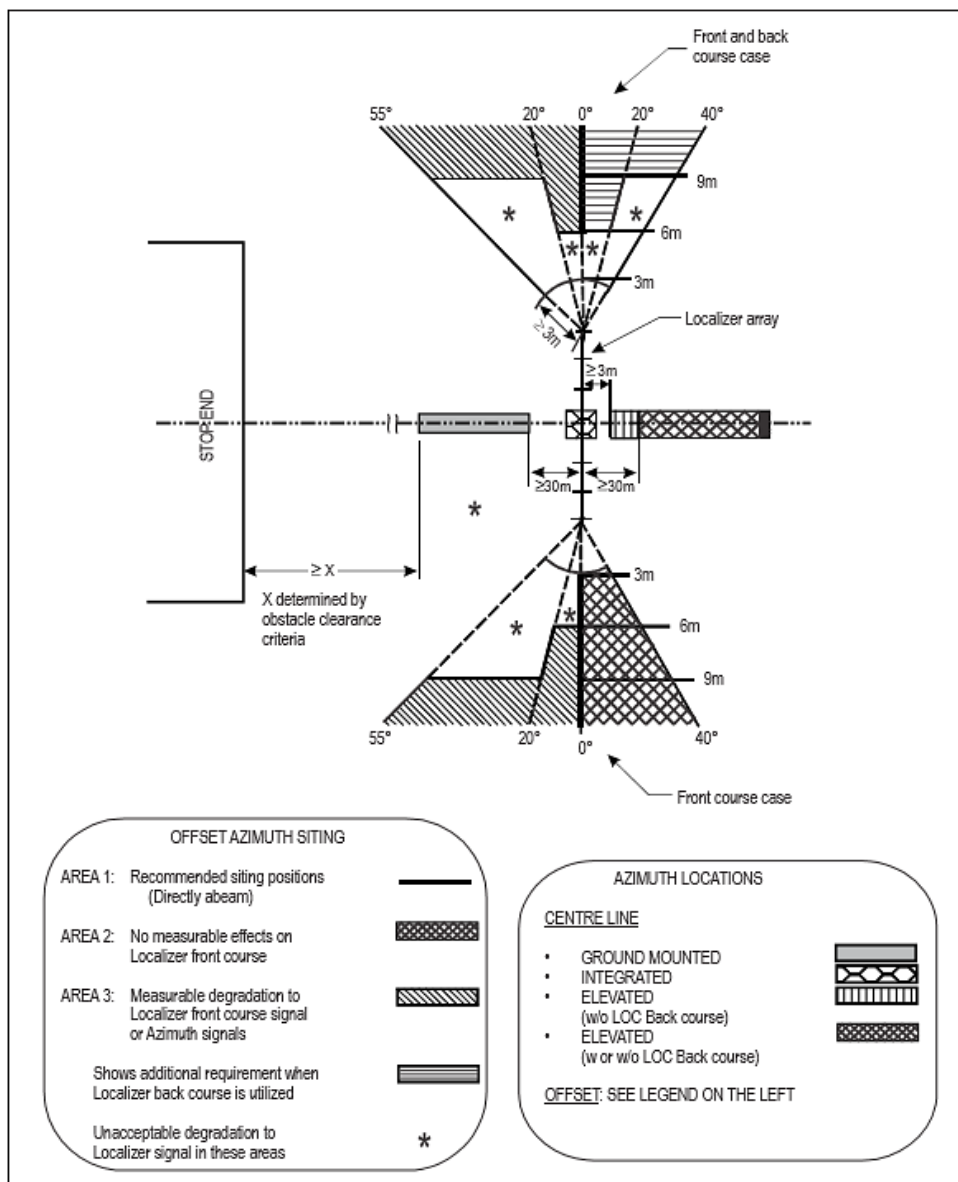 Front and back
course case
55°
20°
0°
20°
40°
9m
*
*
*
*
6m
3m
≥ 3m
Localizer array
≥ 3m
STOP END
≥30m
≥30m
*
≥ X
X determined by
obstacle clearance
criteria
3m
*
*
6m
9m
55°
20°
0°
40°
Front course case
OFFSET AZIMUTH SITING
AREA 1: Recommended siting positions
(Directly abeam)
AREA 2: No measurable effects on
Localizer front course
AREA 3: Measurable degradation to
Localizer front course signal
or Azimuth signals
Shows additional requirement when
Localizer back course is utilized
Unacceptable degradation to
Localizer signal in these areas
*
AZIMUTH LOCATIONS
CENTRE LINE
• GROUND MOUNTED
• INTEGRATED
• ELEVATED
(w/o LOC Back course)
• ELEVATED
(w or w/o LOC Back course)
OFFSET: SEE LEGEND ON THE LEFT